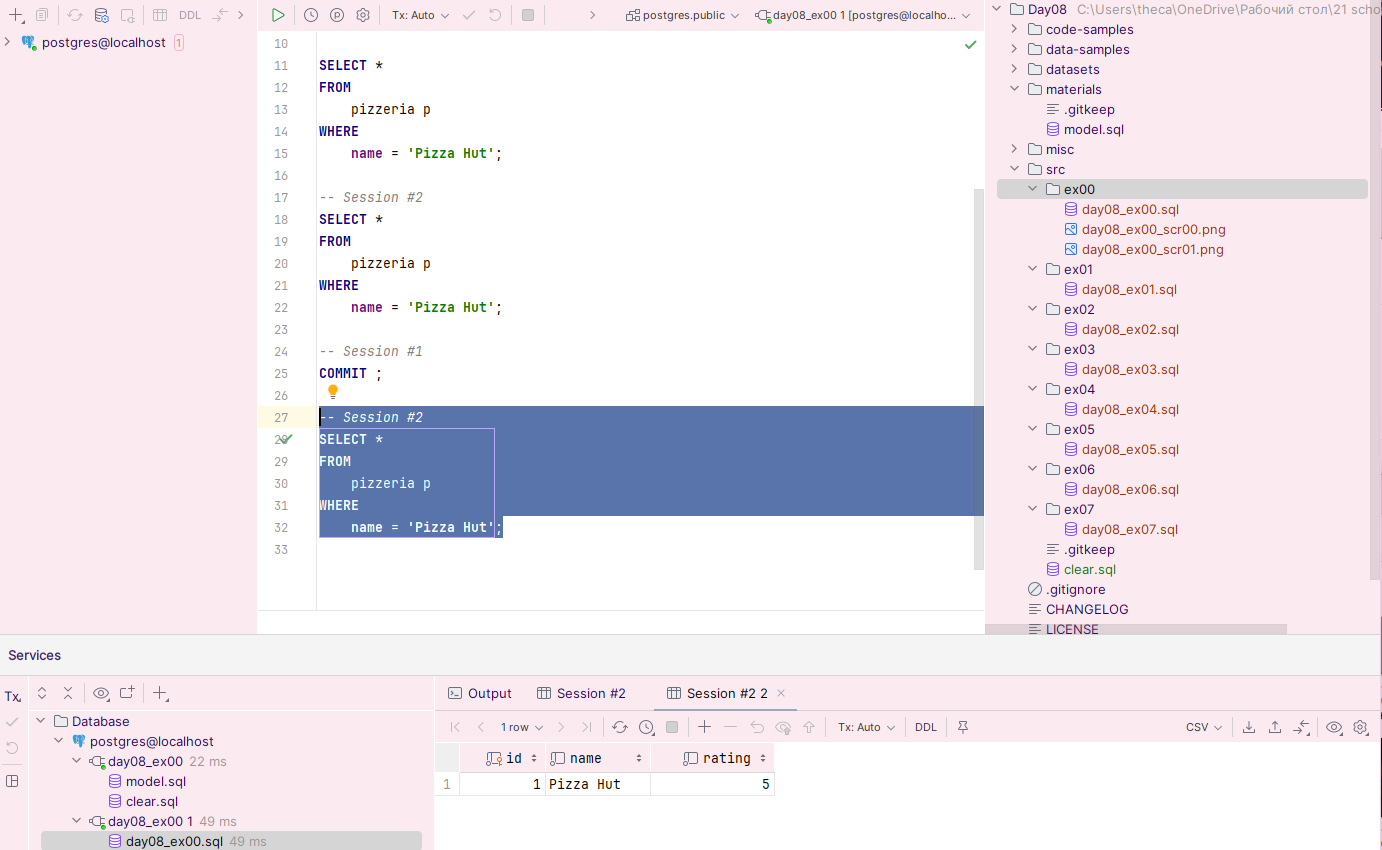 DDL
Tx: Auto
postgres.public
day08_ex00 1 [postgres@localho...
postgres@localhost 1
10
11 SELECT *
12 FROM
13 pizzeria p
14 WHERE
15 name = 'Pizza Hut';
16
17 -- Session #2
18 SELECT *
19 FROM
20 pizzeria p
21 WHERE
22 name = 'Pizza Hut';
23
24 -- Session #1
25 COMMIT ;
26
27 -- Session #2
28 SELECT *
29 FROM
30 pizzeria p
31 WHERE
32 name = 'Pizza Hut';
33
Day08 C:\Users\theca\OneDrive\Рабочий стол\21 scho
code-samples
data-samples
datasets
materials
.gitkeep
model.sql
misc
src
ex00
day08_ex00.sql
day08_ex00_scr00.png
day08_ex00_scr01.png
ex01
day08_ex01.sql
ex02
day08_ex02.sql
ex03
day08_ex03.sql
ex04
day08_ex04.sql
ex05
day08_ex05.sql
ex06
day08_ex06.sql
ex07
day08_ex07.sql
.gitkeep
clear.sql
.gitignore
CHANGELOG
LICENSE
Services
Tx
Database
postgres@localhost
day08_ex00 22 ms
model.sql
clear.sql
day08_ex00 1 49 ms
day08_ex00.sql 49 ms
Output
Session #2
Session #2 2
1 row
Tx: Auto
DDL
CSV
id name rating
1 1 Pizza Hut 5